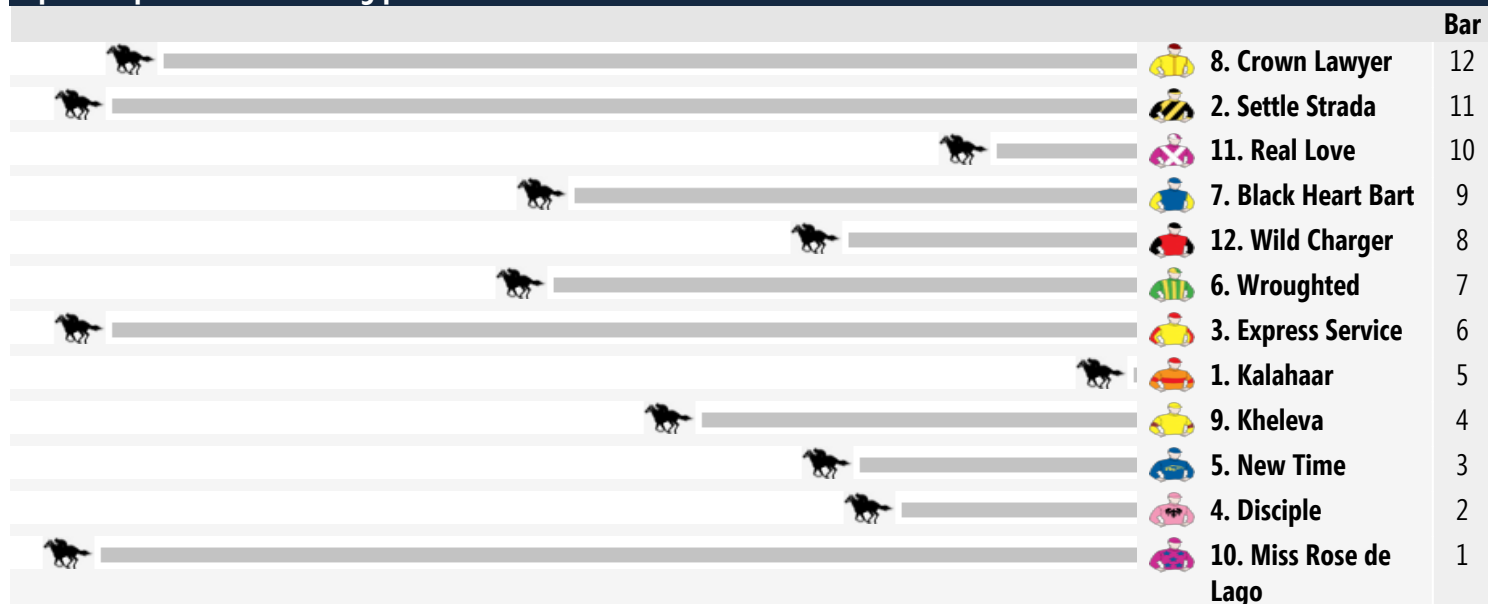 Bar
8. Crown Lawyer 12
2. Settle Strada 11
11. Real Love 10
7. Black Heart Bart 9
12. Wild Charger 8
6. Wroughted 7
3. Express Service 6
1. Kalahaar 5
9. Kheleva 4
5. New Time 3
4. Disciple 2
10. Miss Rose de 1
Lago